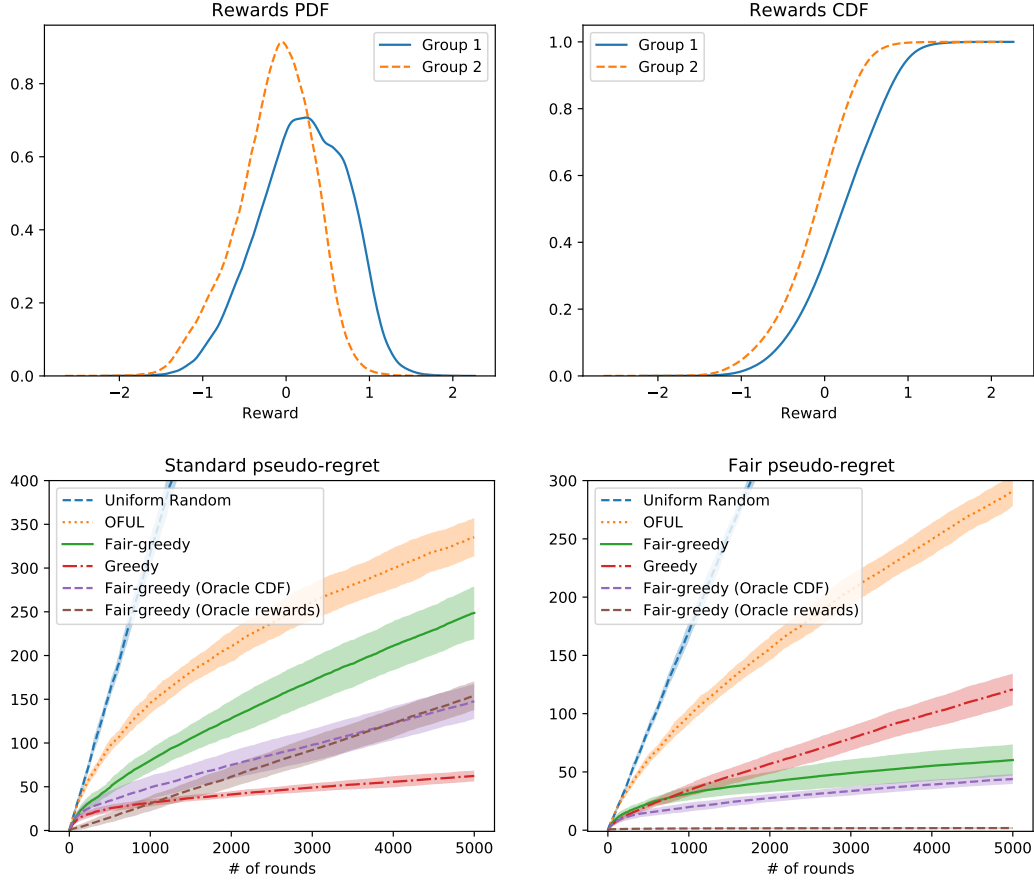 Rewards PDF
0.8
0.6
0.4
0.2
0.0
Group 1
Group 2
−2
−1
0
1
2
Reward
Rewards CDF
1.0
0.8
0.6
0.4
0.2
0.0
Group 1
Group 2
−2
−1
0
1
2
Reward
Standard pseudo-regret
400
350
300
250
200
150
100
50
0
Uniform Random
OFUL
Fair-greedy
Greedy
Fair-greedy (Oracle CDF)
Fair-greedy (Oracle rewards)
0
1000
2000
3000
4000
5000
# of rounds
Fair pseudo-regret
300
250
200
150
100
50
0
Uniform Random
OFUL
Fair-greedy
Greedy
Fair-greedy (Oracle CDF)
Fair-greedy (Oracle rewards)
0
1000
2000
3000
4000
5000
# of rounds